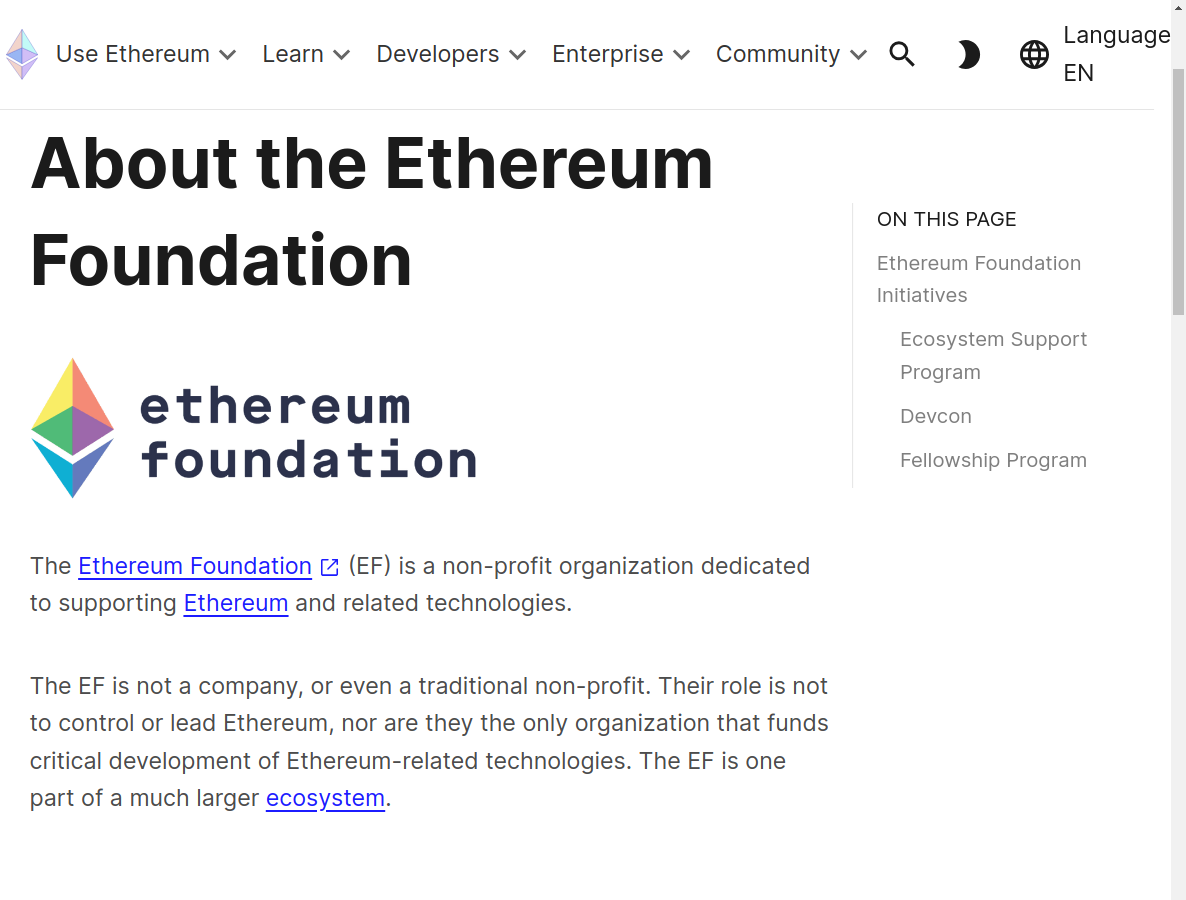 Use Ethereum Learn Developers Enterprise Community Language EN
About the Ethereum
Foundation
ethereum
foundation
The Ethereum Foundation (EF) is a non-profit organization dedicated
to supporting Ethereum and related technologies.
The EF is not a company, or even a traditional non-profit. Their role is not
to control or lead Ethereum, nor are they the only organization that funds
critical development of Ethereum-related technologies. The EF is one
part of a much larger ecosystem.
ON THIS PAGE
Ethereum Foundation
Initiatives
Ecosystem Support
Program
Devcon
Fellowship Program